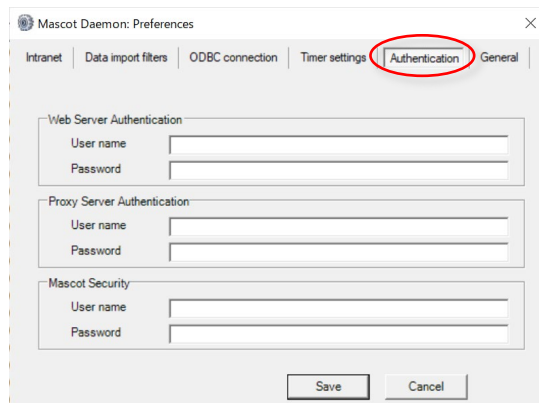 Mascot Daemon: Preferences
Intranet Data import filters ODBC connection Timer settings Authentication General
Web Server Authentication
User name
Password
Proxy Server Authentication
User name
Password
Mascot Security
User name
Password
Save Cancel